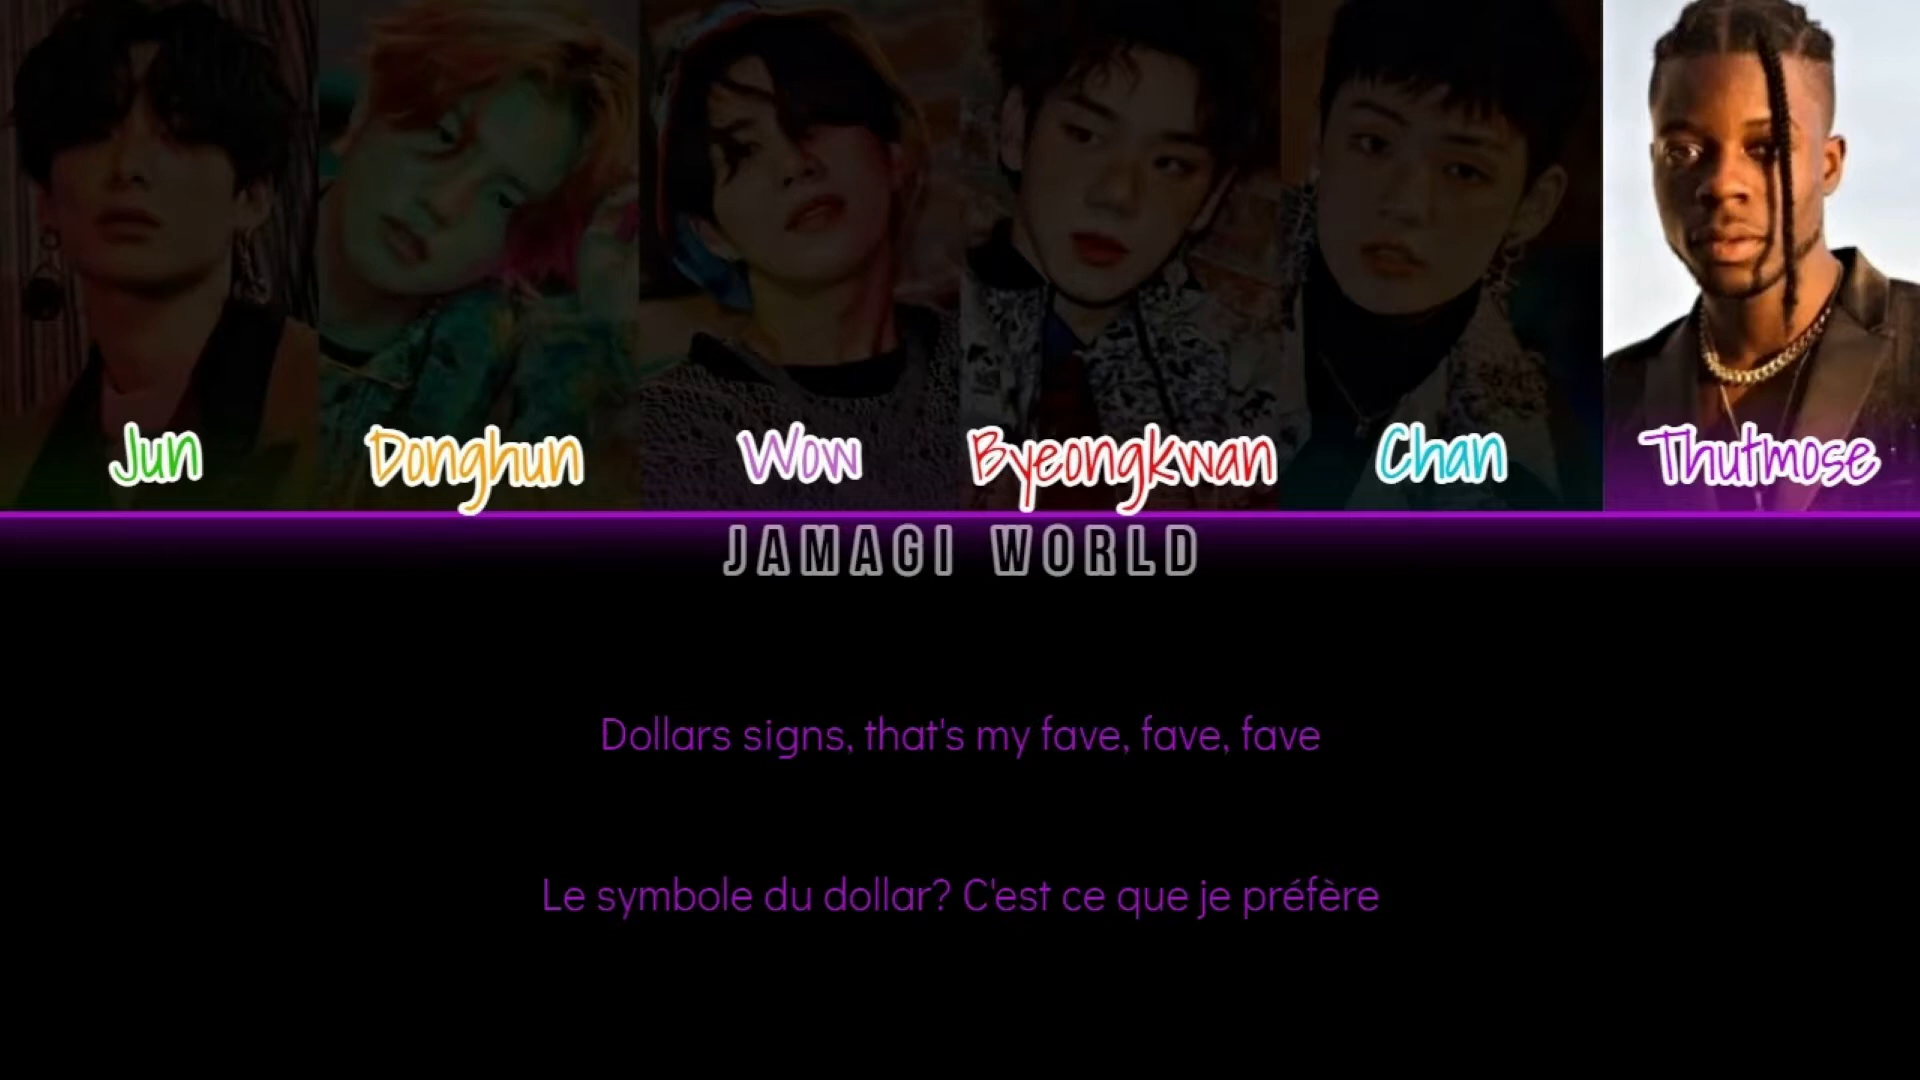 Jun
Donghun
Wow
Byeongkwan
Chan
Thutmose
JAMAGI WORLD
Dollars signs, that's my fave, fave, fave
Le symbole du dollar? C'est ce que je préfère